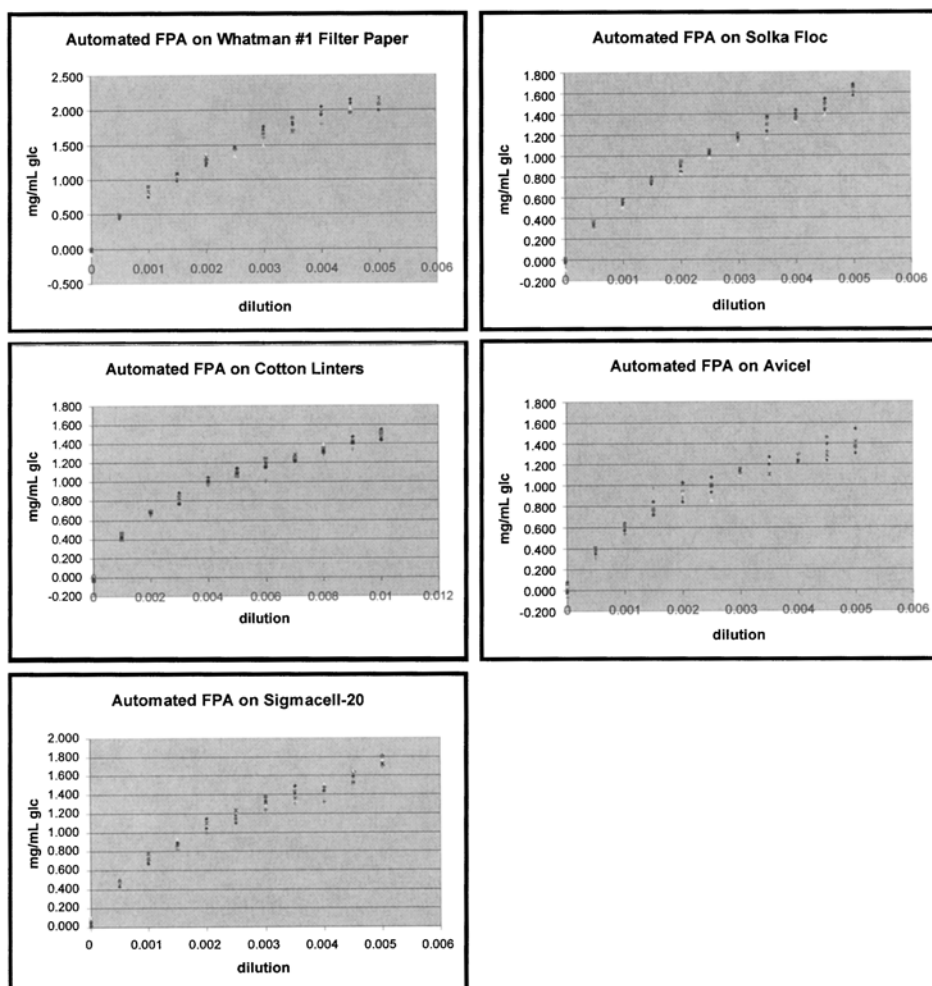 Automated FPA on Whatman #1 Filter Paper
2.500
2.000
1.500
1.000
0.500
0.000
-0.500
mg/mL glc
0 0.001 0.002 0.003 0.004 0.005 0.006
dilution
Automated FPA on Solka Floc
1.800
1.600
1.400
1.200
1.000
0.800
0.600
0.400
0.200
0.000
-0.200
mg/mL glc
0 0.001 0.002 0.003 0.004 0.005 0.006
dilution
Automated FPA on Cotton Linters
1.800
1.600
1.400
1.200
1.000
0.800
0.600
0.400
0.200
0.000
-0.200
mg/mL glc
0 0.002 0.004 0.006 0.008 0.01 0.012
dilution
Automated FPA on Avicel
1.800
1.600
1.400
1.200
1.000
0.800
0.600
0.400
0.200
0.000
-0.200
mg/mL glc
0 0.001 0.002 0.003 0.004 0.005 0.006
dilution
Automated FPA on Sigmacell-20
2.000
1.800
1.600
1.400
1.200
1.000
0.800
0.600
0.400
0.200
0.000
mg/mL glc
0 0.001 0.002 0.003 0.004 0.005 0.006
dilution